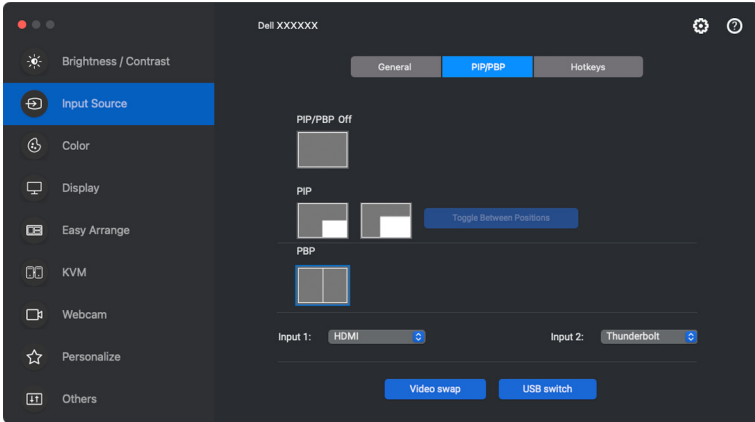 Dell XXXXXX
Brightness / Contrast
Input Source
Color
Display
Easy Arrange
KVM
Webcam
Personalize
Others
General
PIP/PBP
Hotkeys
PIP/PBP Off
PIP
Toggle Between Positions
PBP
Input 1:
HDMI
Input 2:
Thunderbolt
Video swap
USB switch